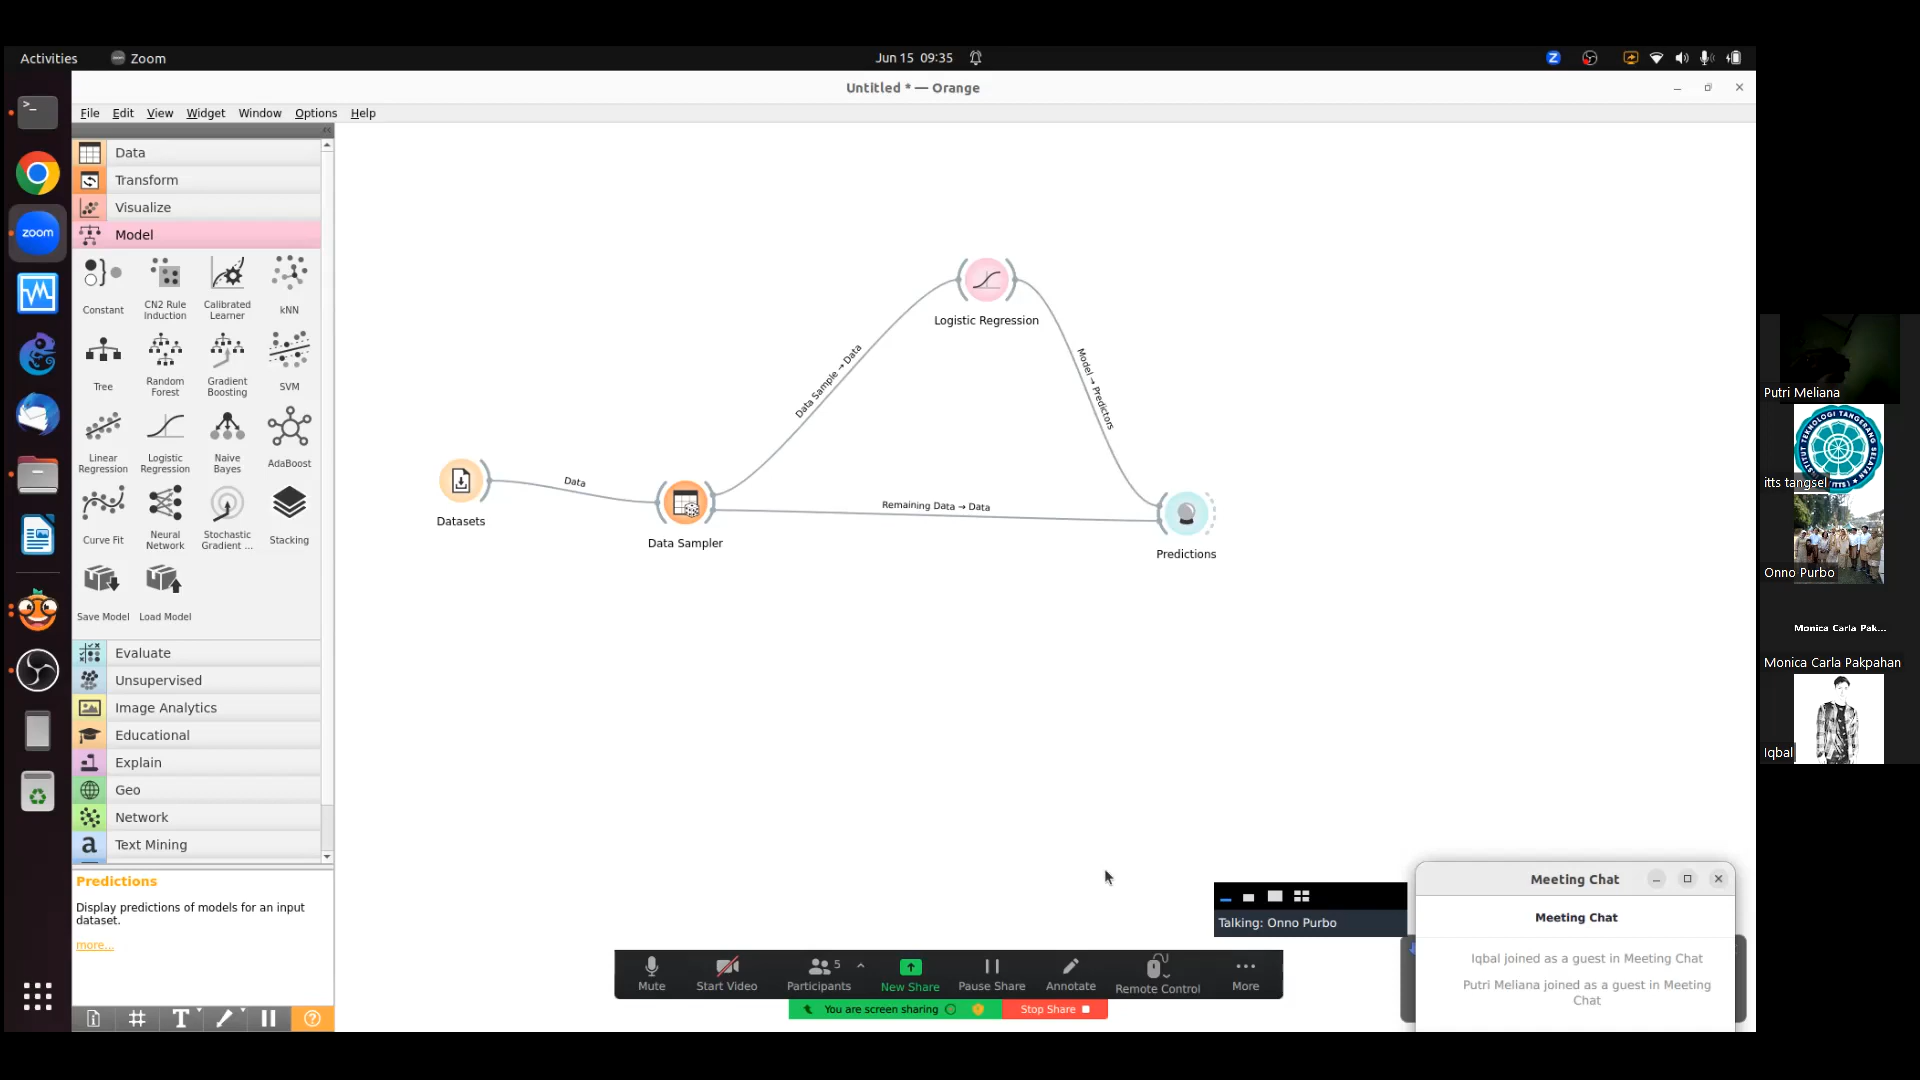 Activities
Zoom
Jun 15 09:35
Z
Untitled * — Orange
File Edit View Widget Window Options Help
Data
Transform
Visualize
Model
Constant
CN2 Rule
Induction
Calibrated
Learner
kNN
Tree
Random
Forest
Gradient
Boosting
SVM
Linear
Regression
Logistic
Regression
Naive
Bayes
AdaBoost
Curve Fit
Neural
Network
Stochastic
Gradient ...
Stacking
Save Model
Load Model
Evaluate
Unsupervised
Image Analytics
Educational
Explain
Geo
Network
a
Text Mining
Predictions
Display predictions of models for an input
dataset.
more...
zoom
Datasets
Data
Data Sampler
Data Sample → Data
Logistic Regression
Model → Predictors
Remaining Data → Data
Predictions
Talking: Onno Purbo
Mute
Start Video
5
Participants
New Share
Pause Share
Annotate
Remote Control
More
You are screen sharing
Stop Share
Meeting Chat
Meeting Chat
Iqbal joined as a guest in Meeting Chat
Putri Meliana joined as a guest in Meeting
Chat
Putri Meliana
INSTITUT TEKNOLOGI TANGERANG SELATAN
itts tangsel
Onno Purbo
Monica Carla Pak...
Monica Carla Pakpahan
Iqbal